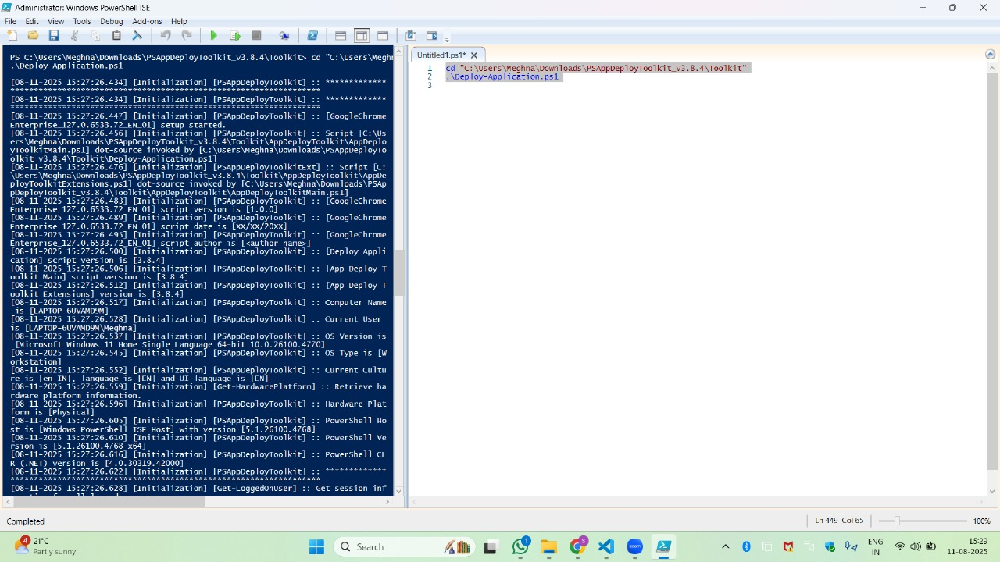 Administrator: Windows PowerShell ISE
File Edit View Tools Debug Add-ons Help
PS C:\Users\Meghna\Downloads\PSAppDeployToolkit_v3.8.4\Toolkit> cd "C:\Users\Megh
.\Deploy-Application.ps1
[08-11-2025 15:27:26.434] [Initialization] [PSAppDeployToolkit] :: *************
*******************************************************************
[08-11-2025 15:27:26.434] [Initialization] [PSAppDeployToolkit] :: *************
*******************************************************************
[08-11-2025 15:27:26.447] [Initialization] [PSAppDeployToolkit] :: [GoogleChrome
Enterprise_127.0.6533.72_EN_01] setup started.
[08-11-2025 15:27:26.456] [Initialization] [PSAppDeployToolkit] :: Script [C:\Us
ers\Meghna\Downloads\PSAppDeployToolkit_v3.8.4\Toolkit\AppDeployToolkit\AppDeplo
yToolkitMain.ps1] dot-source invoked by [C:\Users\Meghna\Downloads\PSAppDeployTo
olkit_v3.8.4\Toolkit\Deploy-Application.ps1]
[08-11-2025 15:27:26.476] [Initialization] [PSAppDeployToolkitExt] :: Script [C:
\Users\Meghna\Downloads\PSAppDeployToolkit_v3.8.4\Toolkit\AppDeployToolkit\AppDe
ployToolkitExtensions.ps1] dot-source invoked by [C:\Users\Meghna\Downloads\PSAp
pDeployToolkit_v3.8.4\Toolkit\AppDeployToolkit\AppDeployToolkitMain.ps1]
[08-11-2025 15:27:26.483] [Initialization] [PSAppDeployToolkit] :: [GoogleChrome
Enterprise_127.0.6533.72_EN_01] script version is [1.0.0]
[08-11-2025 15:27:26.489] [Initialization] [PSAppDeployToolkit] :: [GoogleChrome
Enterprise_127.0.6533.72_EN_01] script date is [XX/XX/20XX]
[08-11-2025 15:27:26.495] [Initialization] [PSAppDeployToolkit] :: [GoogleChrome
Enterprise_127.0.6533.72_EN_01] script author is [<author name>]
[08-11-2025 15:27:26.500] [Initialization] [PSAppDeployToolkit] :: [Deploy Appli
cation] script version is [3.8.4]
[08-11-2025 15:27:26.506] [Initialization] [PSAppDeployToolkit] :: [App Deploy T
oolkit Main] script version is [3.8.4]
[08-11-2025 15:27:26.512] [Initialization] [PSAppDeployToolkit] :: [App Deploy T
oolkit Extensions] version is [3.8.4]
[08-11-2025 15:27:26.517] [Initialization] [PSAppDeployToolkit] :: Computer Name
is [LAPTOP-6UVAMD9M]
[08-11-2025 15:27:26.528] [Initialization] [PSAppDeployToolkit] :: Current User
is [LAPTOP-6UVAMD9M\Meghna]
[08-11-2025 15:27:26.537] [Initialization] [PSAppDeployToolkit] :: OS Version is
[Microsoft Windows 11 Home Single Language 64-bit 10.0.26100.4770]
[08-11-2025 15:27:26.545] [Initialization] [PSAppDeployToolkit] :: OS Type is [W
orkstation]
[08-11-2025 15:27:26.552] [Initialization] [PSAppDeployToolkit] :: Current Cultu
re is [en-IN], language is [EN] and UI language is [EN]
[08-11-2025 15:27:26.559] [Initialization] [Get-HardwarePlatform] :: Retrieve ha
rdware platform information.
[08-11-2025 15:27:26.596] [Initialization] [PSAppDeployToolkit] :: Hardware Plat
form is [Physical]
[08-11-2025 15:27:26.605] [Initialization] [PSAppDeployToolkit] :: PowerShell Ho
st is [Windows PowerShell ISE Host] with version [5.1.26100.4768]
[08-11-2025 15:27:26.610] [Initialization] [PSAppDeployToolkit] :: PowerShell Ve
rsion is [5.1.26100.4768 x64]
[08-11-2025 15:27:26.616] [Initialization] [PSAppDeployToolkit] :: PowerShell CL
R (.NET) version is [4.0.30319.42000]
[08-11-2025 15:27:26.622] [Initialization] [PSAppDeployToolkit] :: *************
*******************************************************************
[08-11-2025 15:27:26.628] [Initialization] [Get-LoggedOnUser] :: Get session inf
Untitled1.ps1*
1 cd "C:\Users\Meghna\Downloads\PSAppDeployToolkit_v3.8.4\Toolkit"
2 .\Deploy-Application.ps1
3
Completed
Ln 449 Col 65
100%
4
21°C
Partly sunny
Search
1
S
zoom
ENG
IN
15:29
11-08-2025